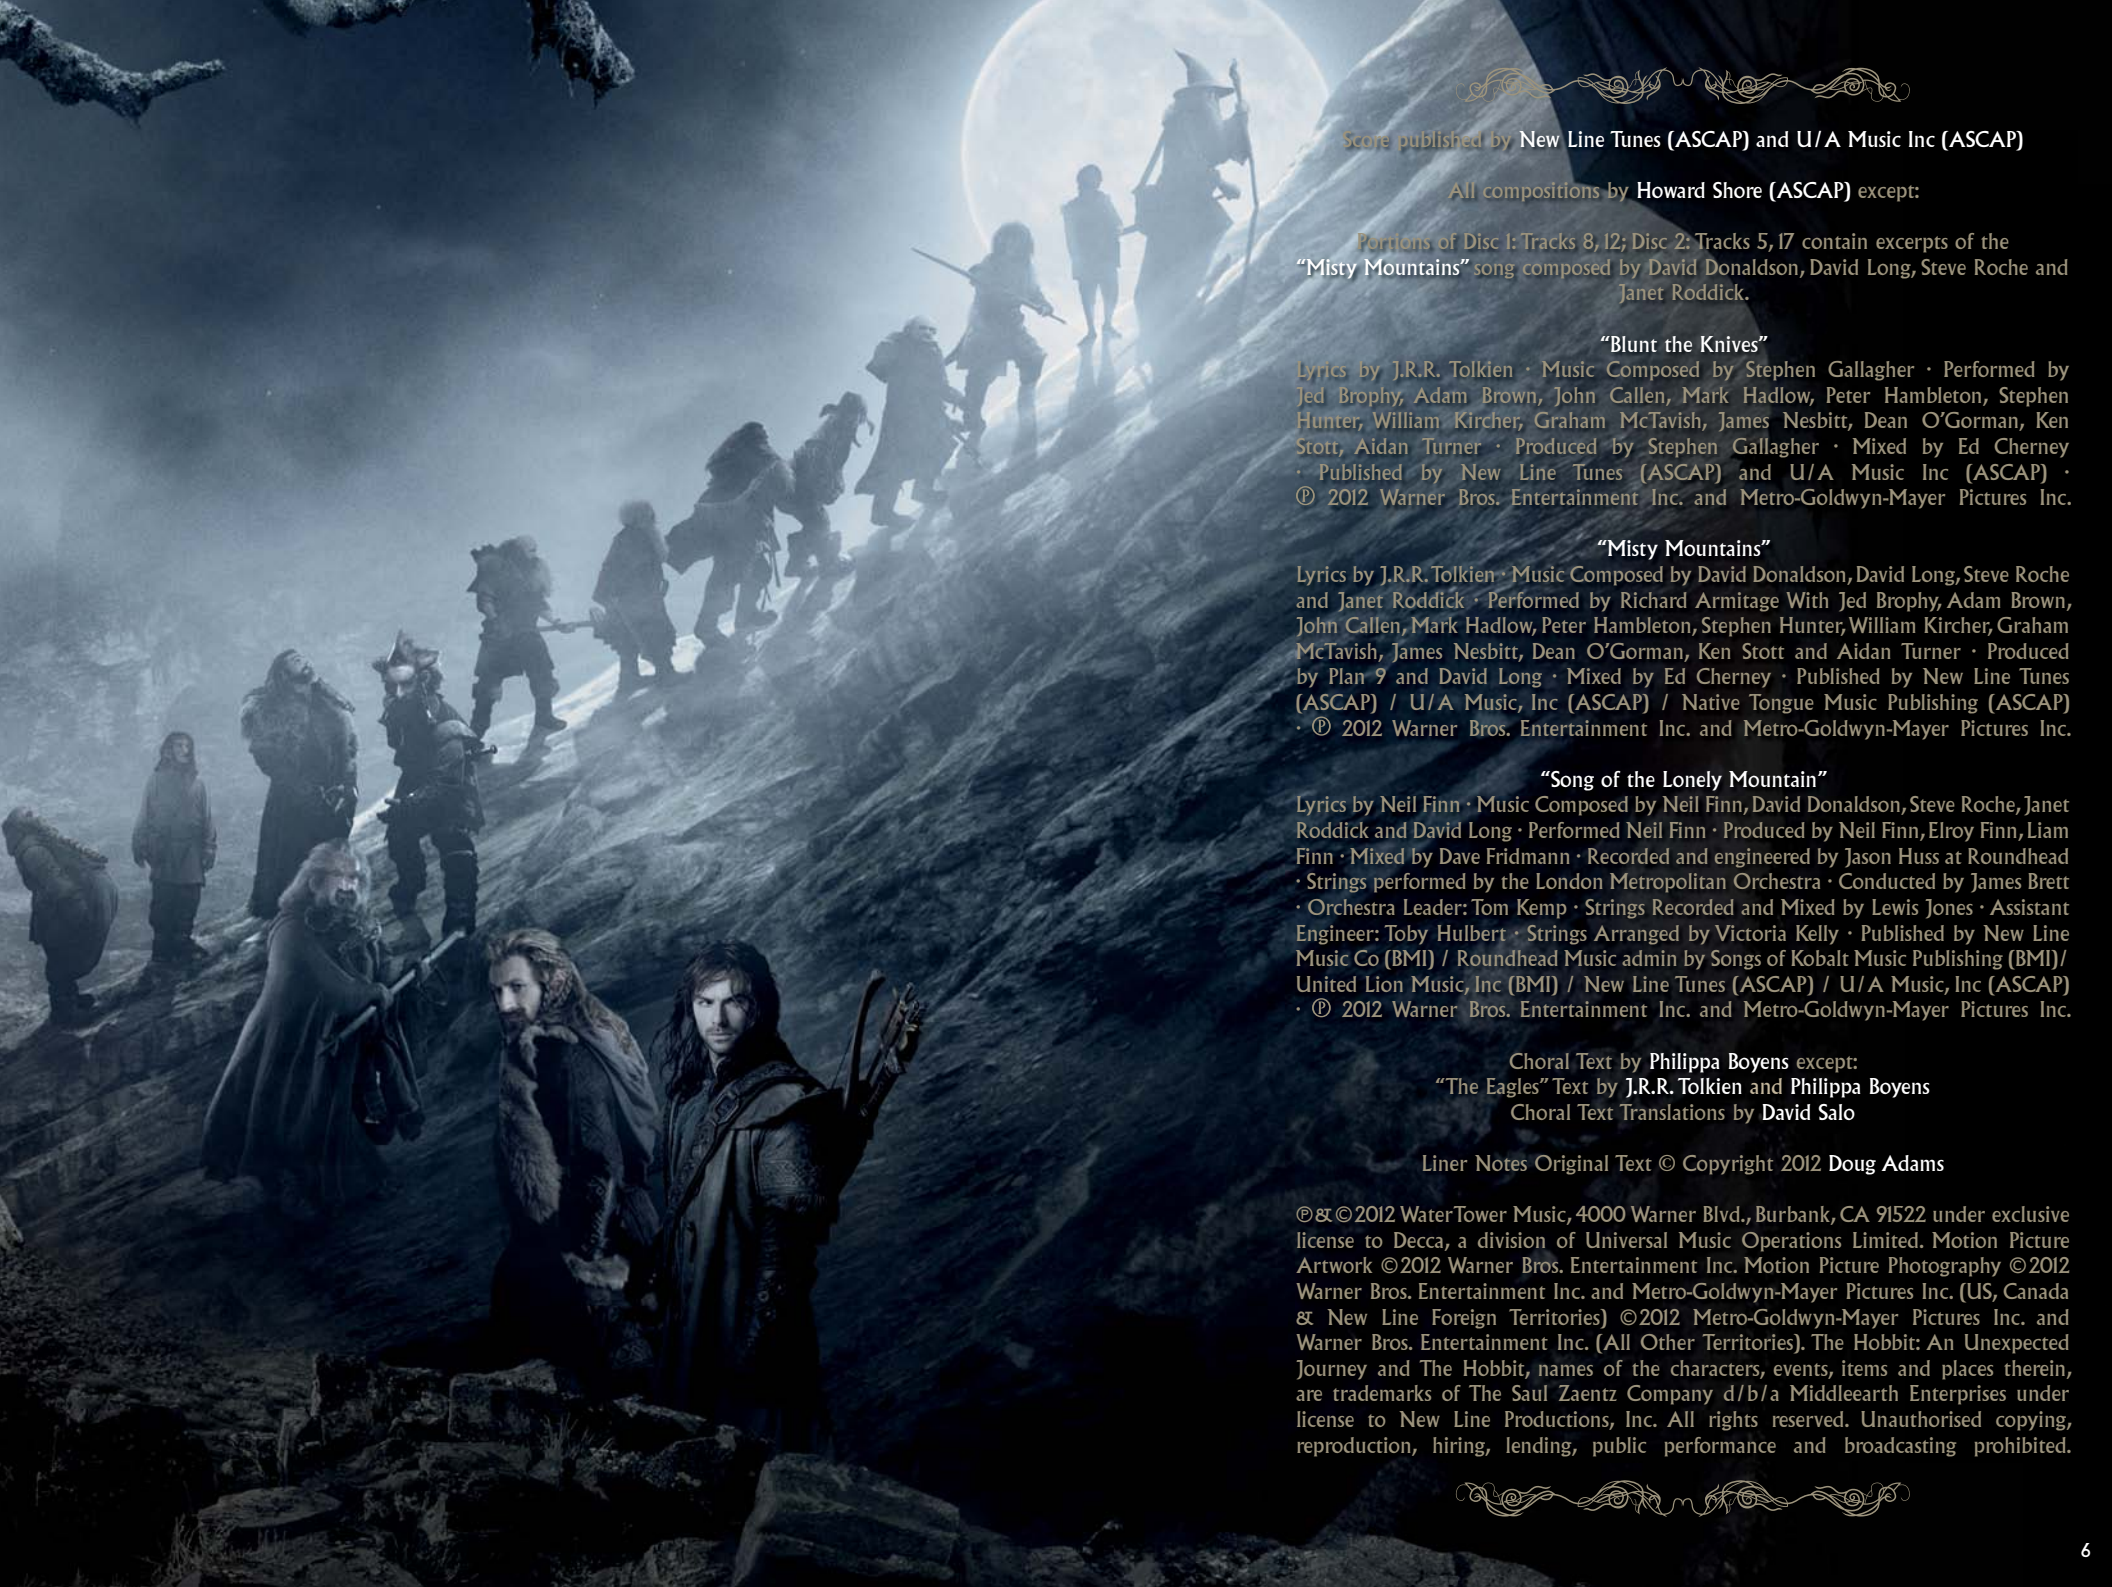 Score published by New Line Tunes (ASCAP) and U/A Music Inc (ASCAP)
All compositions by Howard Shore (ASCAP) except:
Portions of Disc 1: Tracks 8, 12; Disc 2: Tracks 5, 17 contain excerpts of the
“Misty Mountains” song composed by David Donaldson, David Long, Steve Roche and
Janet Roddick.
“Blunt the Knives”
Lyrics by J.R.R. Tolkien · Music Composed by Stephen Gallagher · Performed by
Jed Brophy, Adam Brown, John Callen, Mark Hadlow, Peter Hambleton, Stephen
Hunter, William Kircher, Graham McTavish, James Nesbitt, Dean O’Gorman, Ken
Stott, Aidan Turner · Produced by Stephen Gallagher · Mixed by Ed Cherney
· Published by New Line Tunes (ASCAP) and U/A Music Inc (ASCAP) ·
℗ 2012 Warner Bros. Entertainment Inc. and Metro-Goldwyn-Mayer Pictures Inc.
“Misty Mountains”
Lyrics by J.R.R. Tolkien · Music Composed by David Donaldson, David Long, Steve Roche
and Janet Roddick · Performed by Richard Armitage With Jed Brophy, Adam Brown,
John Callen, Mark Hadlow, Peter Hambleton, Stephen Hunter, William Kircher, Graham
McTavish, James Nesbitt, Dean O’Gorman, Ken Stott and Aidan Turner · Produced
by Plan 9 and David Long · Mixed by Ed Cherney · Published by New Line Tunes
(ASCAP) / U/A Music, Inc (ASCAP) / Native Tongue Music Publishing (ASCAP)
· ℗ 2012 Warner Bros. Entertainment Inc. and Metro-Goldwyn-Mayer Pictures Inc.
“Song of the Lonely Mountain”
Lyrics by Neil Finn · Music Composed by Neil Finn, David Donaldson, Steve Roche, Janet
Roddick and David Long · Performed Neil Finn · Produced by Neil Finn, Elroy Finn, Liam
Finn · Mixed by Dave Fridmann · Recorded and engineered by Jason Huss at Roundhead
· Strings performed by the London Metropolitan Orchestra · Conducted by James Brett
· Orchestra Leader: Tom Kemp · Strings Recorded and Mixed by Lewis Jones · Assistant
Engineer: Toby Hulbert · Strings Arranged by Victoria Kelly · Published by New Line
Music Co (BMI) / Roundhead Music admin by Songs of Kobalt Music Publishing (BMI)/
United Lion Music, Inc (BMI) / New Line Tunes (ASCAP) / U/A Music, Inc (ASCAP)
· ℗ 2012 Warner Bros. Entertainment Inc. and Metro-Goldwyn-Mayer Pictures Inc.
Choral Text by Philippa Boyens except:
“The Eagles” Text by J.R.R. Tolkien and Philippa Boyens
Choral Text Translations by David Salo
Liner Notes Original Text © Copyright 2012 Doug Adams
℗ & © 2012 WaterTower Music, 4000 Warner Blvd., Burbank, CA 91522 under exclusive
license to Decca, a division of Universal Music Operations Limited. Motion Picture
Artwork ©2012 Warner Bros. Entertainment Inc. Motion Picture Photography ©2012
Warner Bros. Entertainment Inc. and Metro-Goldwyn-Mayer Pictures Inc. (US, Canada
& New Line Foreign Territories) ©2012 Metro-Goldwyn-Mayer Pictures Inc. and
Warner Bros. Entertainment Inc. (All Other Territories). The Hobbit: An Unexpected
Journey and The Hobbit, names of the characters, events, items and places therein,
are trademarks of The Saul Zaentz Company d/b/a Middleearth Enterprises under
license to New Line Productions, Inc. All rights reserved. Unauthorised copying,
reproduction, hiring, lending, public performance and broadcasting prohibited.
6